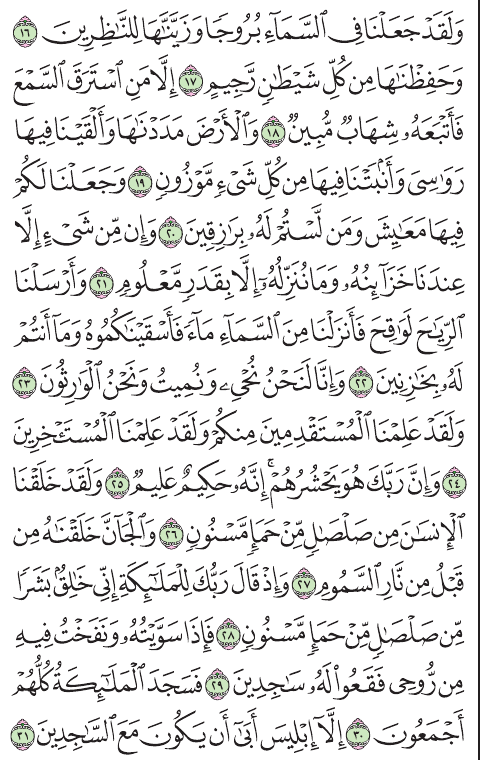 وَلَقَدْ جَعَلْنَا فِى ٱلسَّمَآءِ بُرُوجًا وَزَيَّنَّـٰهَا لِلنَّـٰظِرِينَ ١٦
وَحَفِظْنَـٰهَا مِن كُلِّ شَيْطَـٰنٍ رَّجِيمٍ ١٧ إِلَّا مَنِ ٱسْتَرَقَ ٱلسَّمْعَ
فَأَتْبَعَهُۥ شِهَابٌ مُّبِينٌ ١٨ وَٱلْأَرْضَ مَدَدْنَـٰهَا وَأَلْقَيْنَا فِيهَا
رَوَٰسِىَ وَأَنۢبَتْنَا فِيهَا مِن كُلِّ شَىْءٍ مَّوْزُونٍ ١٩ وَجَعَلْنَا لَكُمْ
فِيهَا مَعَـٰيِشَ وَمَن لَّسْتُمْ لَهُۥ بِرَٰزِقِينَ ٢٠ وَإِن مِّن شَىْءٍ إِلَّا
عِندَنَا خَزَآئِنُهُۥ وَمَا نُنَزِّلُهُۥٓ إِلَّا بِقَدَرٍ مَّعْلُومٍ ٢١ وَأَرْسَلْنَا
ٱلرِّيَـٰحَ لَوَٰقِحَ فَأَنزَلْنَا مِنَ ٱلسَّمَآءِ مَآءً فَأَسْقَيْنَـٰكُمُوهُ وَمَآ أَنتُمْ
لَهُۥ بِخَـٰزِنِينَ ٢٢ وَإِنَّا لَنَحْنُ نُحْىِۦ وَنُمِيتُ وَنَحْنُ ٱلْوَٰرِثُونَ ٢٣
وَلَقَدْ عَلِمْنَا ٱلْمُسْتَقْدِمِينَ مِنكُمْ وَلَقَدْ عَلِمْنَا ٱلْمُسْتَـْٔخِرِينَ
٢٤ وَإِنَّ رَبَّكَ هُوَ يَحْشُرُهُمْ ۚ إِنَّهُۥ حَكِيمٌ عَلِيمٌ ٢٥ وَلَقَدْ خَلَقْنَا
ٱلْإِنسَـٰنَ مِن صَلْصَـٰلٍ مِّنْ حَمَإٍ مَّسْنُونٍ ٢٦ وَٱلْجَآنَّ خَلَقْنَـٰهُ مِن
قَبْلُ مِن نَّارِ ٱلسَّمُومِ ٢٧ وَإِذْ قَالَ رَبُّكَ لِلْمَلَـٰٓئِكَةِ إِنِّى خَـٰلِقٌۢ بَشَرًا
مِّن صَلْصَـٰلٍ مِّنْ حَمَإٍ مَّسْنُونٍ ٢٨ فَإِذَا سَوَّيْتُهُۥ وَنَفَخْتُ فِيهِ
مِن رُّوحِى فَقَعُوا۟ لَهُۥ سَـٰجِدِينَ ٢٩ فَسَجَدَ ٱلْمَلَـٰٓئِكَةُ كُلُّهُمْ
أَجْمَعُونَ ٣٠ إِلَّآ إِبْلِيسَ أَبَىٰٓ أَن يَكُونَ مَعَ ٱلسَّـٰجِدِينَ ٣١